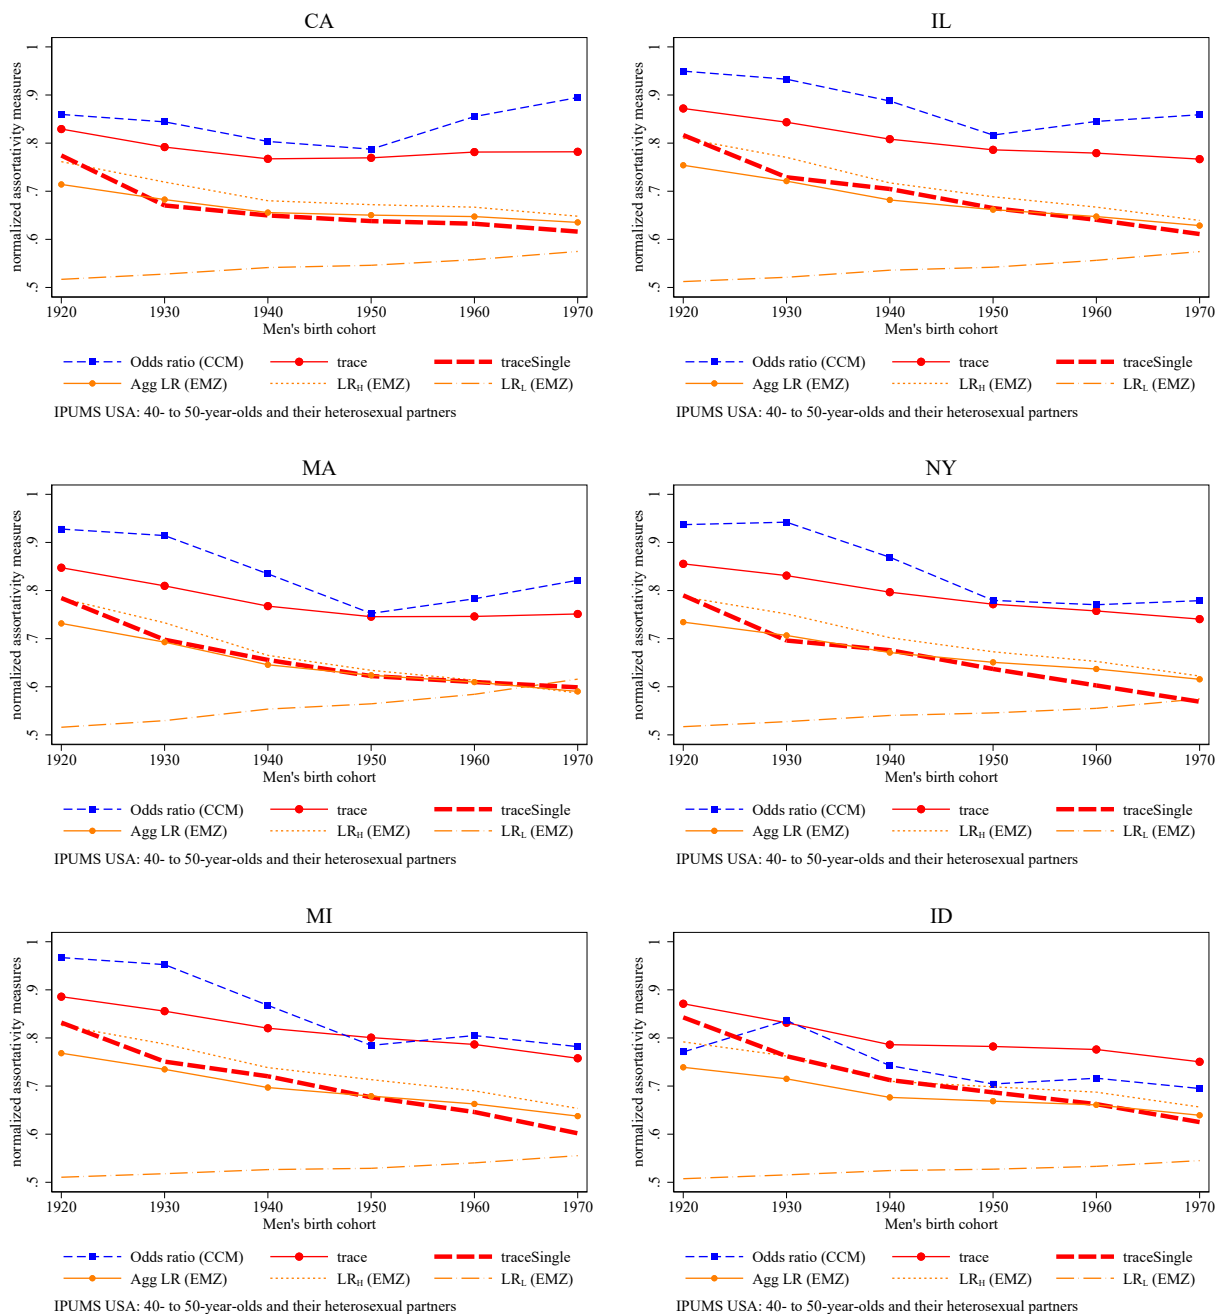 CA
normalized assortativity measures
1
.9
.8
.7
.6
.5
1920 1930 1940 1950 1960 1970
Men's birth cohort
Odds ratio (CCM) trace traceSingle
Agg LR (EMZ) LR_H (EMZ) LR_L (EMZ)
IPUMS USA: 40- to 50-year-olds and their heterosexual partners
IL
normalized assortativity measures
1
.9
.8
.7
.6
.5
1920 1930 1940 1950 1960 1970
Men's birth cohort
Odds ratio (CCM) trace traceSingle
Agg LR (EMZ) LR_H (EMZ) LR_L (EMZ)
IPUMS USA: 40- to 50-year-olds and their heterosexual partners
MA
normalized assortativity measures
1
.9
.8
.7
.6
.5
1920 1930 1940 1950 1960 1970
Men's birth cohort
Odds ratio (CCM) trace traceSingle
Agg LR (EMZ) LR_H (EMZ) LR_L (EMZ)
IPUMS USA: 40- to 50-year-olds and their heterosexual partners
NY
normalized assortativity measures
1
.9
.8
.7
.6
.5
1920 1930 1940 1950 1960 1970
Men's birth cohort
Odds ratio (CCM) trace traceSingle
Agg LR (EMZ) LR_H (EMZ) LR_L (EMZ)
IPUMS USA: 40- to 50-year-olds and their heterosexual partners
MI
normalized assortativity measures
1
.9
.8
.7
.6
.5
1920 1930 1940 1950 1960 1970
Men's birth cohort
Odds ratio (CCM) trace traceSingle
Agg LR (EMZ) LR_H (EMZ) LR_L (EMZ)
IPUMS USA: 40- to 50-year-olds and their heterosexual partners
ID
normalized assortativity measures
1
.9
.8
.7
.6
.5
1920 1930 1940 1950 1960 1970
Men's birth cohort
Odds ratio (CCM) trace traceSingle
Agg LR (EMZ) LR_H (EMZ) LR_L (EMZ)
IPUMS USA: 40- to 50-year-olds and their heterosexual partners